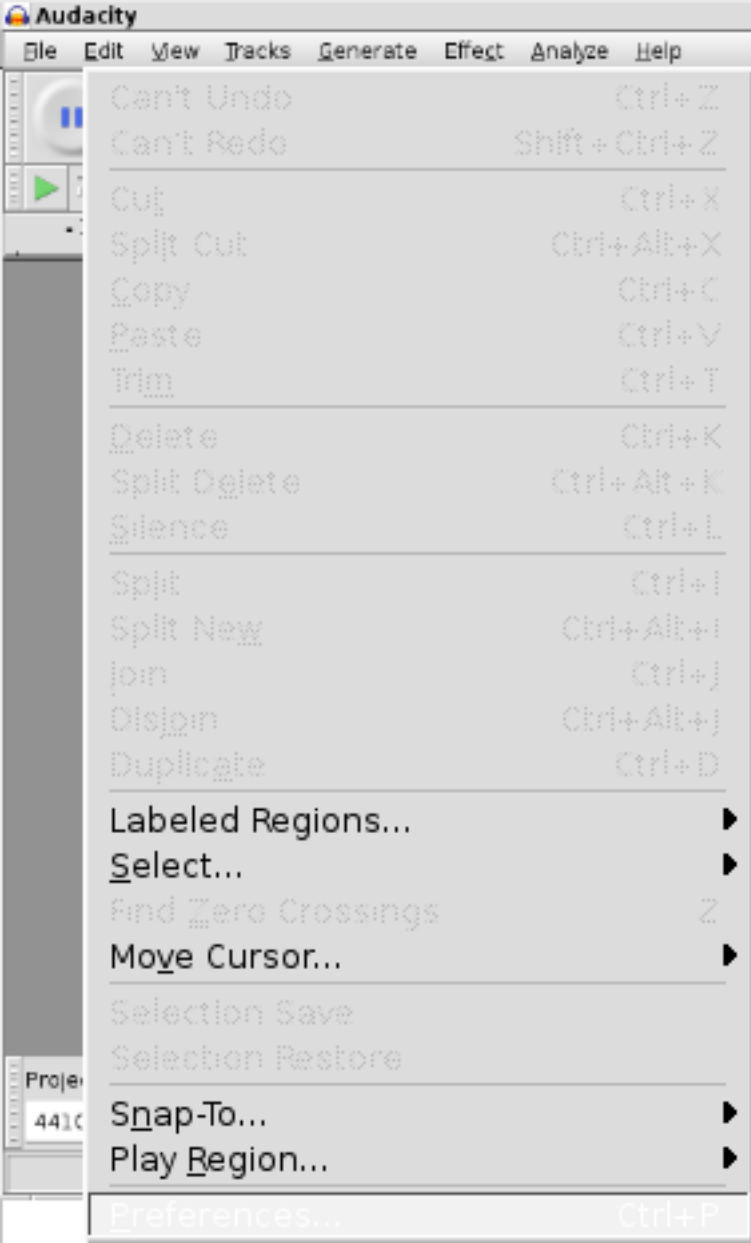 Audacity
File Edit View Tracks Generate Effect Analyze Help
Can't Undo Ctrl+Z
Can't Redo Shift+Ctrl+Z
Cut Ctrl+X
Split Cut Ctrl+Alt+X
Copy Ctrl+C
Paste Ctrl+V
Trim Ctrl+T
Delete Ctrl+K
Split Delete Ctrl+Alt+K
Silence Ctrl+L
Split Ctrl+I
Split New Ctrl+Alt+I
Join Ctrl+J
Disjoin Ctrl+Alt+J
Duplicate Ctrl+D
Labeled Regions...
Select...
Find Zero Crossings Z
Move Cursor...
Selection Save
Selection Restore
Snap-To...
Play Region...
Preferences... Ctrl+P